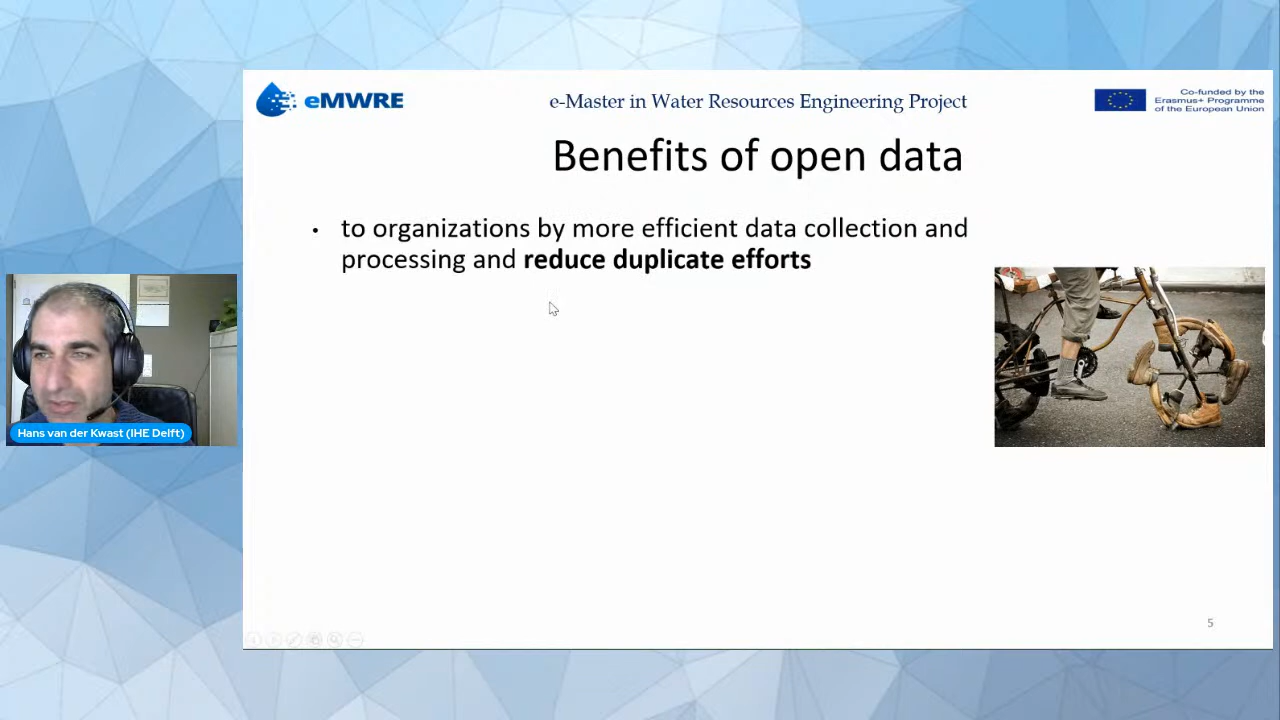 eMWRE
e-Master in Water Resources Engineering Project
Co-funded by the
Erasmus+ Programme
of the European Union
Benefits of open data
• to organizations by more efficient data collection and
processing and reduce duplicate efforts
Hans van der Kwast (IHE Delft)
5